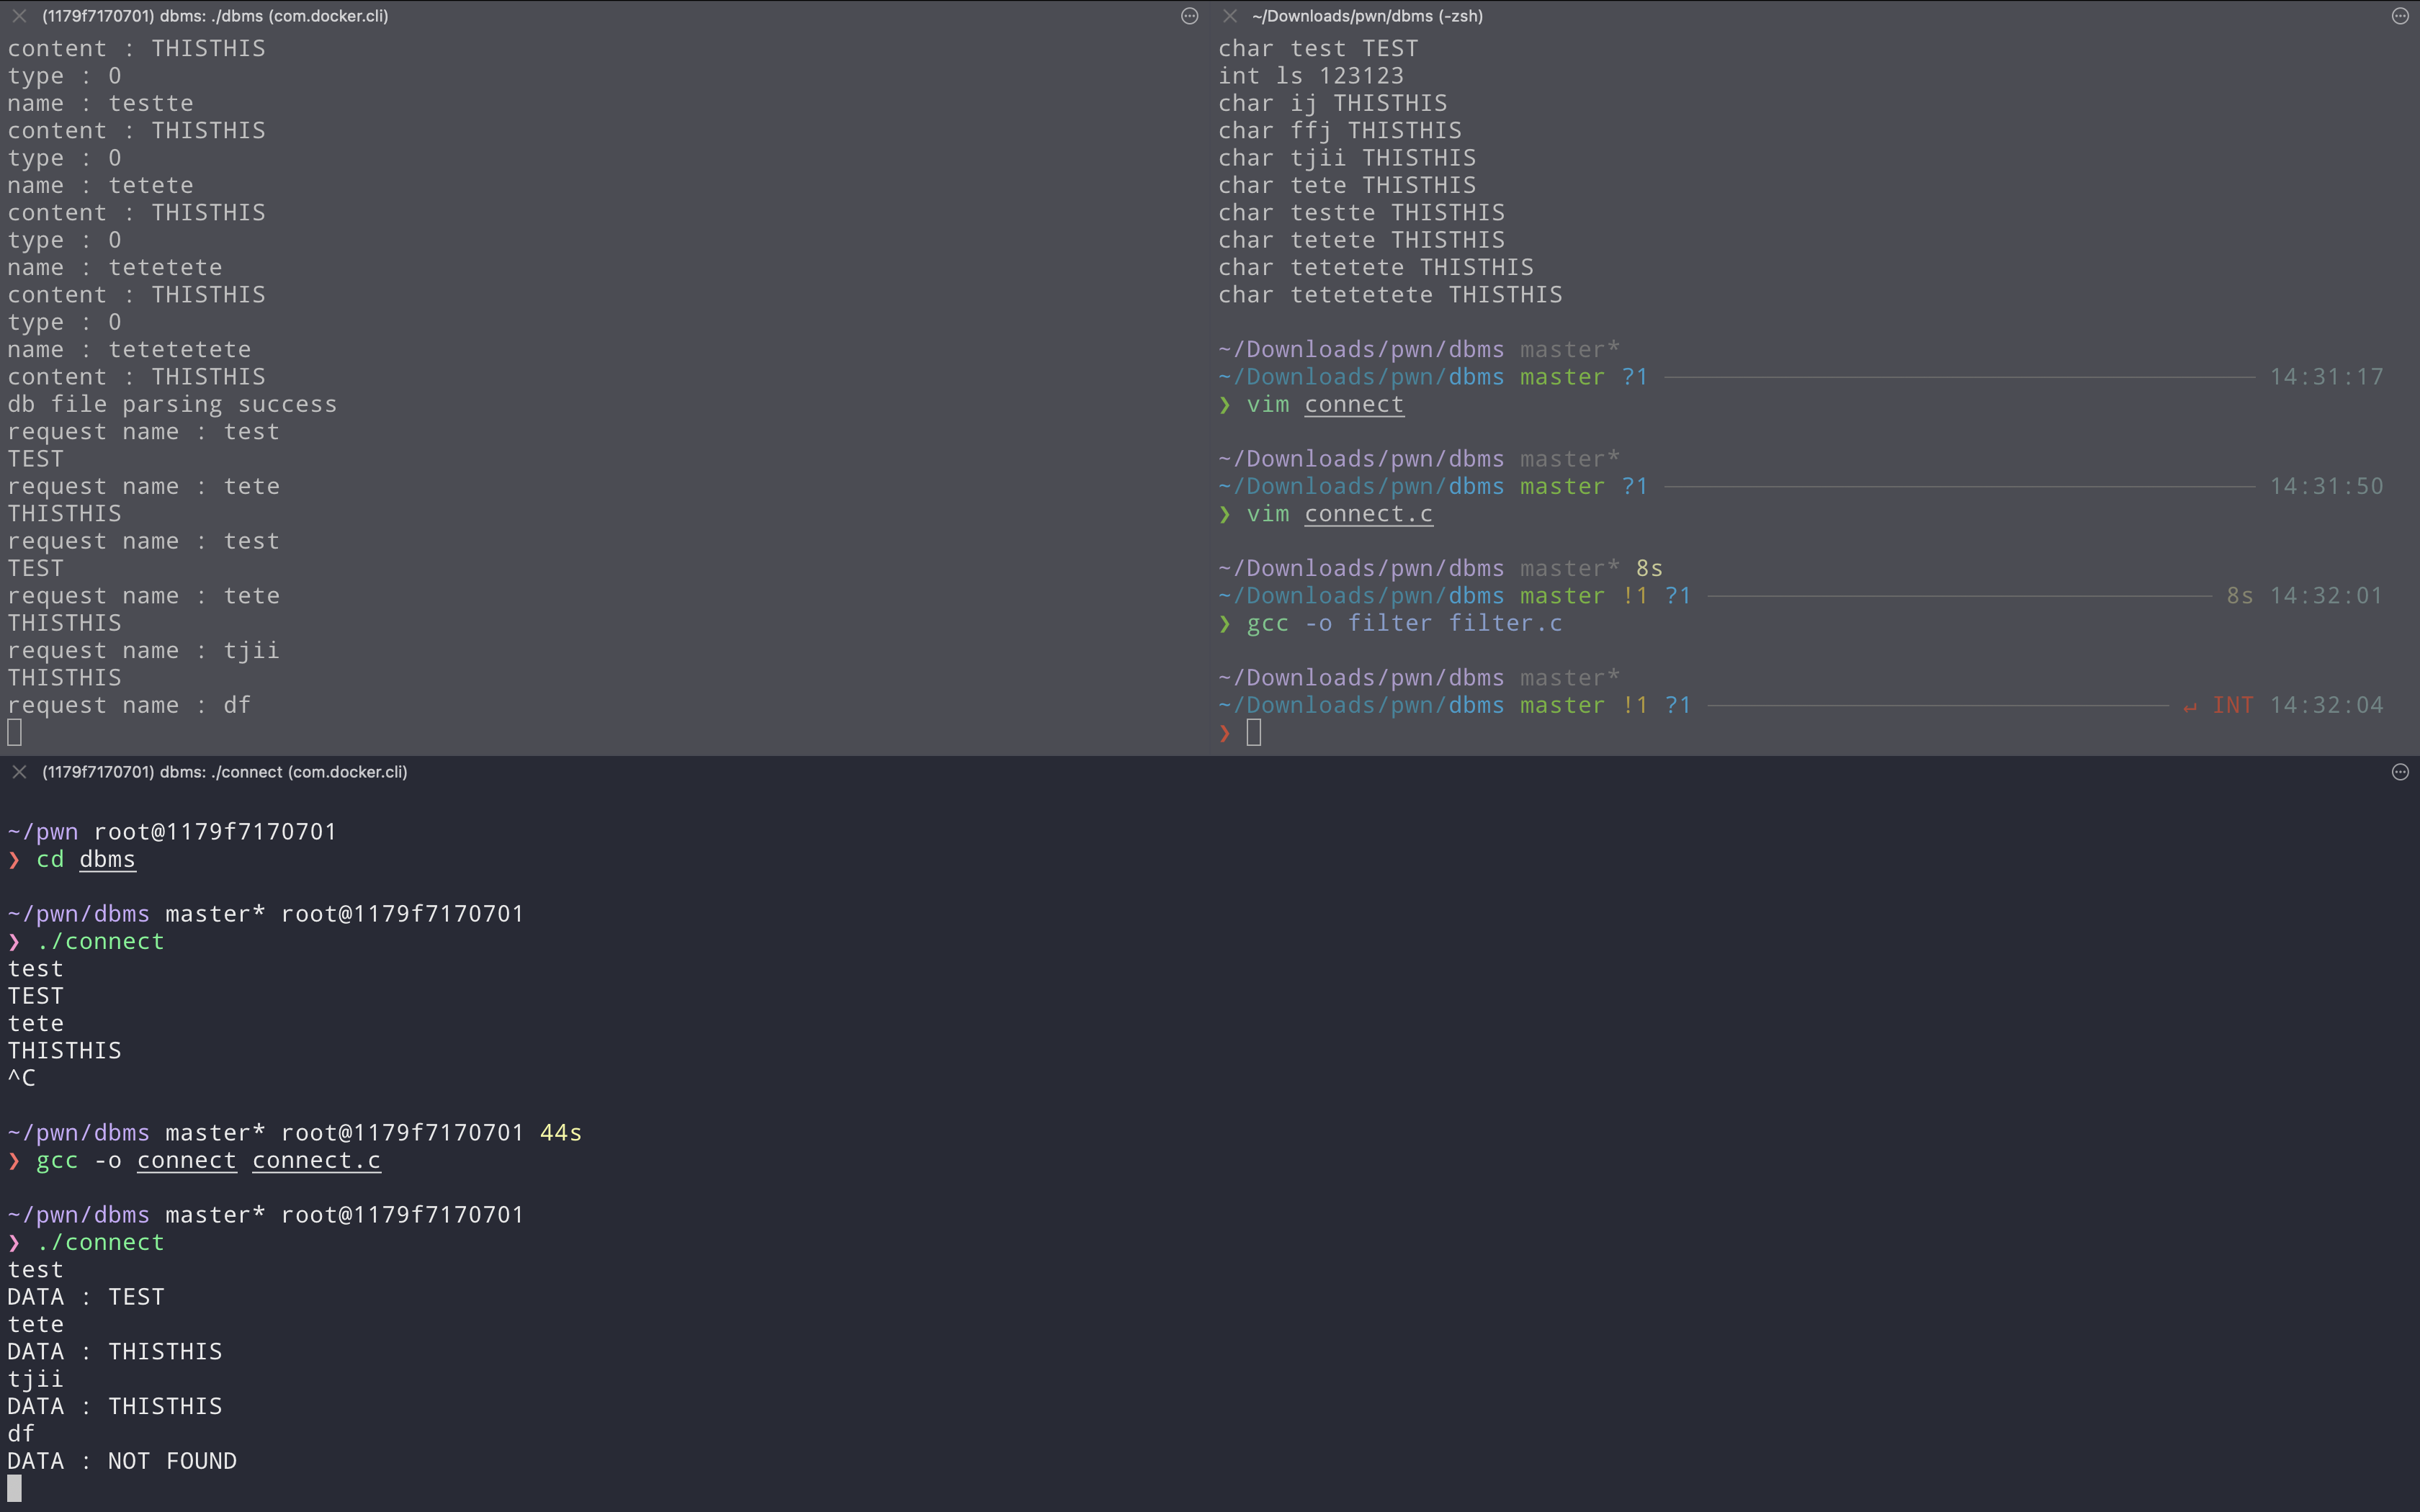 (1179f7170701) dbms: ./dbms (com.docker.cli)
content : THISTHIS
type : 0
name : testte
content : THISTHIS
type : 0
name : tetete
content : THISTHIS
type : 0
name : tetetete
content : THISTHIS
type : 0
name : tetetetete
content : THISTHIS
db file parsing success
request name : test
TEST
request name : tete
THISTHIS
request name : test
TEST
request name : tete
THISTHIS
request name : tjii
THISTHIS
request name : df
~/Downloads/pwn/dbms (-zsh)
char test TEST
int ls 123123
char ij THISTHIS
char ffj THISTHIS
char tjii THISTHIS
char tete THISTHIS
char testte THISTHIS
char tetete THISTHIS
char tetetete THISTHIS
char tetetetete THISTHIS
~/Downloads/pwn/dbms master*
~/Downloads/pwn/dbms master ?1 14:31:17
❯ vim connect
~/Downloads/pwn/dbms master*
~/Downloads/pwn/dbms master ?1 14:31:50
❯ vim connect.c
~/Downloads/pwn/dbms master* 8s
~/Downloads/pwn/dbms master !1 ?1 8s 14:32:01
❯ gcc -o filter filter.c
~/Downloads/pwn/dbms master*
~/Downloads/pwn/dbms master !1 ?1 ↵ INT 14:32:04
❯
(1179f7170701) dbms: ./connect (com.docker.cli)
~/pwn root@1179f7170701
❯ cd dbms
~/pwn/dbms master* root@1179f7170701
❯ ./connect
test
TEST
tete
THISTHIS
^C
~/pwn/dbms master* root@1179f7170701 44s
❯ gcc -o connect connect.c
~/pwn/dbms master* root@1179f7170701
❯ ./connect
test
DATA : TEST
tete
DATA : THISTHIS
tjii
DATA : THISTHIS
df
DATA : NOT FOUND